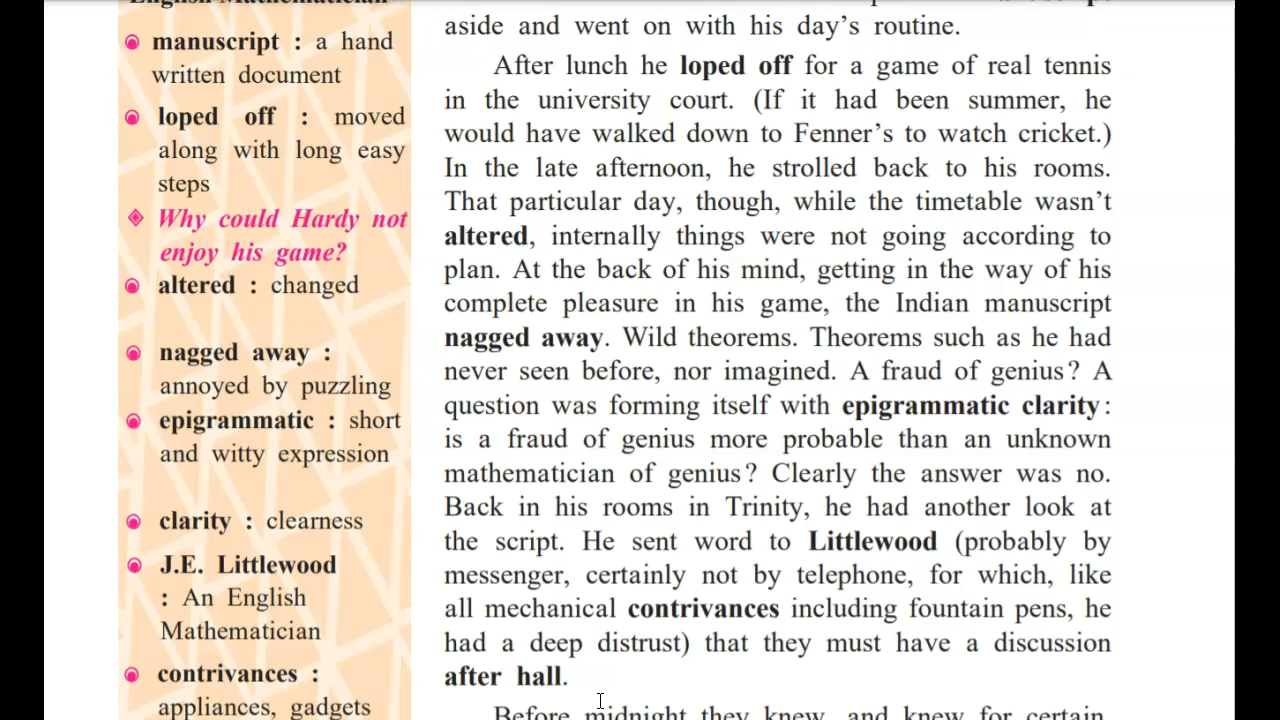 English Mathematician
manuscript : a hand
written document
loped off : moved
along with long easy
steps
Why could Hardy not
enjoy his game?
altered : changed
nagged away :
annoyed by puzzling
epigrammatic : short
and witty expression
clarity : clearness
J.E. Littlewood
: An English
Mathematician
contrivances :
appliances, gadgets
aside and went on with his day's routine.
After lunch he loped off for a game of real tennis
in the university court. (If it had been summer, he
would have walked down to Fenner's to watch cricket.)
In the late afternoon, he strolled back to his rooms.
That particular day, though, while the timetable wasn't
altered, internally things were not going according to
plan. At the back of his mind, getting in the way of his
complete pleasure in his game, the Indian manuscript
nagged away. Wild theorems. Theorems such as he had
never seen before, nor imagined. A fraud of genius? A
question was forming itself with epigrammatic clarity:
is a fraud of genius more probable than an unknown
mathematician of genius? Clearly the answer was no.
Back in his rooms in Trinity, he had another look at
the script. He sent word to Littlewood (probably by
messenger, certainly not by telephone, for which, like
all mechanical contrivances including fountain pens, he
had a deep distrust) that they must have a discussion
after hall.
Before midnight they knew, and knew for certain.